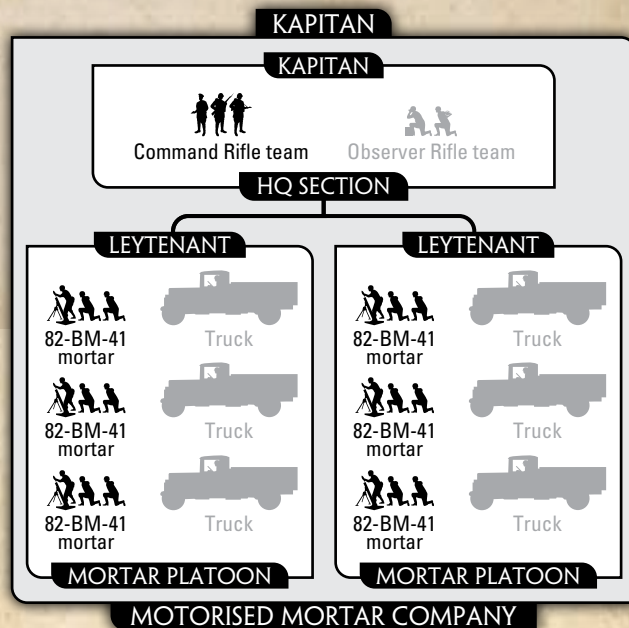 KAPITAN
KAPITAN
Command Rifle team
Observer Rifle team
HQ SECTION
LEYTENANT
82-BM-41
mortar
Truck
82-BM-41
mortar
Truck
82-BM-41
mortar
Truck
MORTAR PLATOON
LEYTENANT
82-BM-41
mortar
Truck
82-BM-41
mortar
Truck
82-BM-41
mortar
Truck
MORTAR PLATOON
MOTORISED MORTAR COMPANY